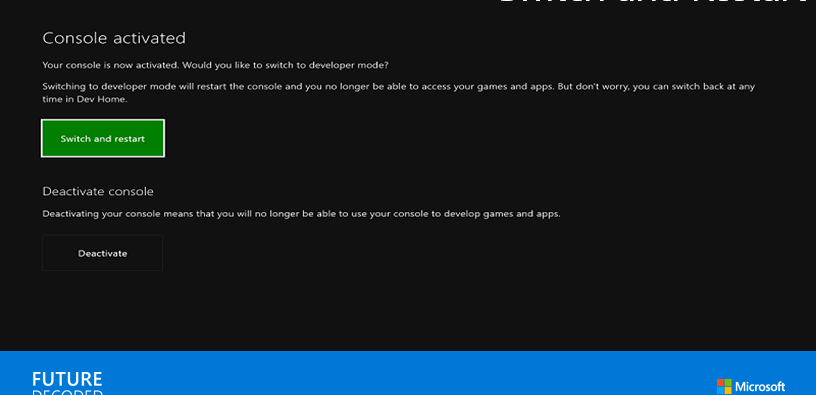 Switch and Restart
Console activated
Your console is now activated. Would you like to switch to developer mode?
Switching to developer mode will restart the console and you no longer be able to access your games and apps. But don't worry, you can switch back at any
time in Dev Home.
Switch and restart
Deactivate console
Deactivating your console means that you will no longer be able to use your console to develop games and apps.
Deactivate
FUTURE
DECODED
Microsoft